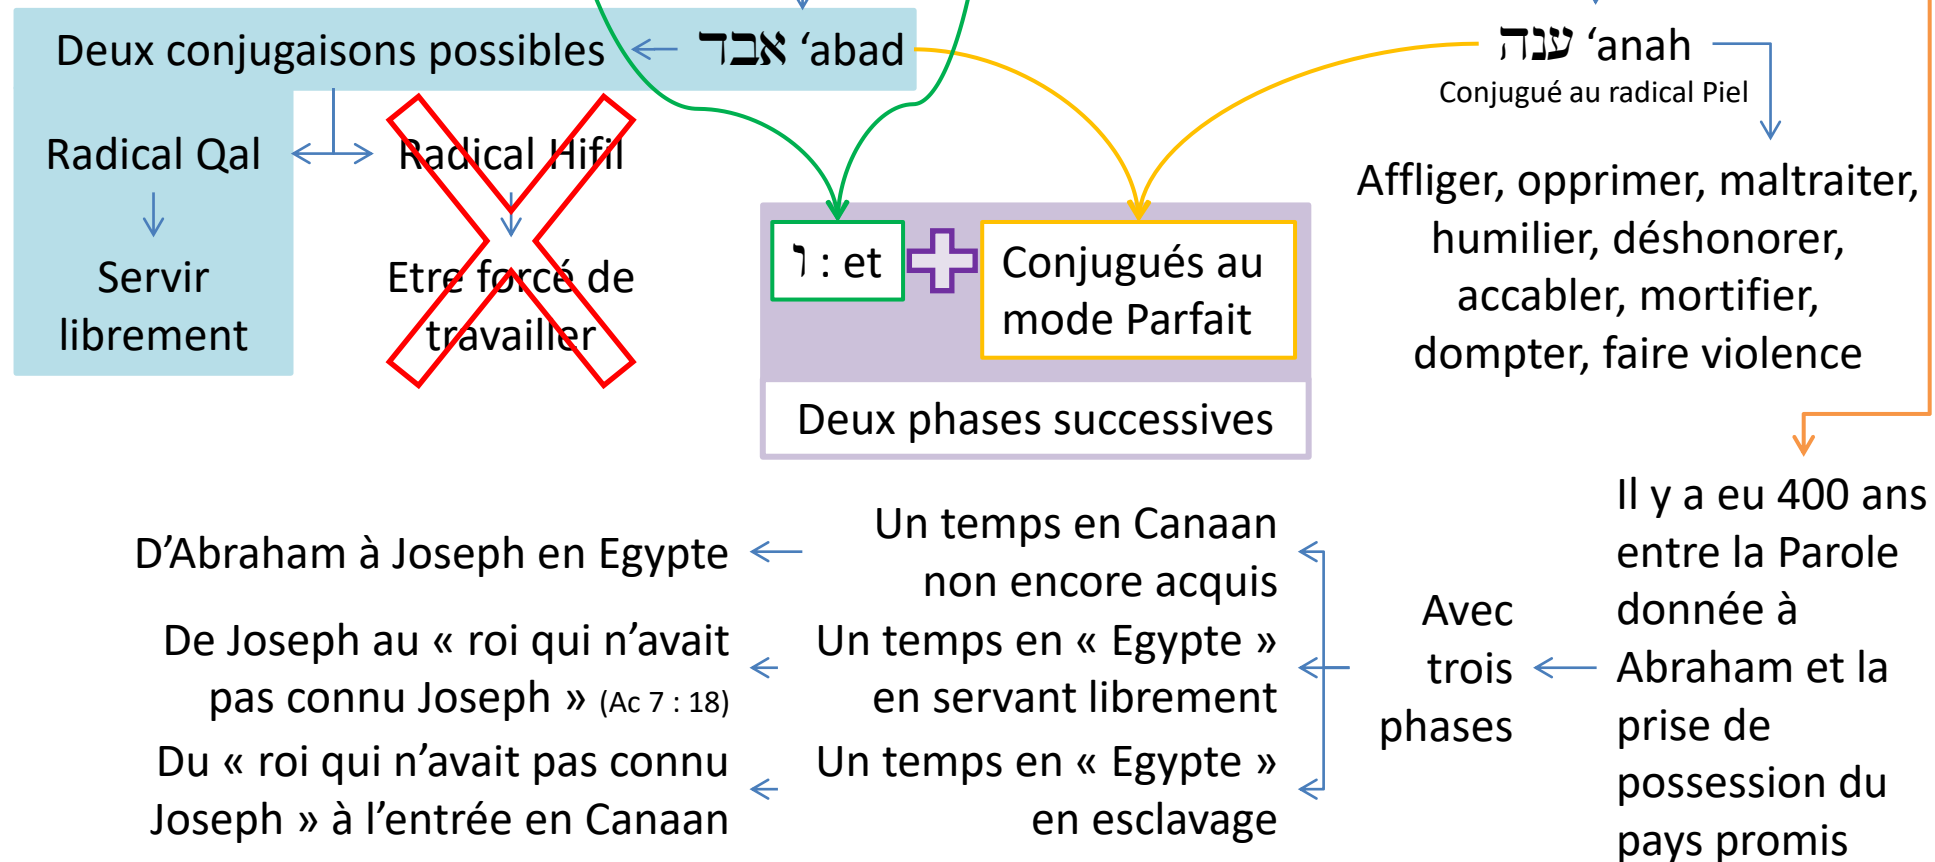 Deux conjugaisons possibles
אבד ‘abad
ענה ‘anah
Conjugué au radical Piel
Radical Qal
Radical Hifil
Servir
librement
Etre forcé de
travailler
ו : et
Conjugués au
mode Parfait
Deux phases successives
Affliger, opprimer, maltraiter,
humilier, déshonorer,
accabler, mortifier,
dompter, faire violence
Il y a eu 400 ans
entre la Parole
donnée à
Abraham et la
prise de
possession du
pays promis
Avec
trois
phases
Un temps en Canaan
non encore acquis
D’Abraham à Joseph en Egypte
Un temps en « Egypte »
en servant librement
De Joseph au « roi qui n’avait
pas connu Joseph » (Ac 7 : 18)
Un temps en « Egypte »
en esclavage
Du « roi qui n’avait pas connu
Joseph » à l’entrée en Canaan